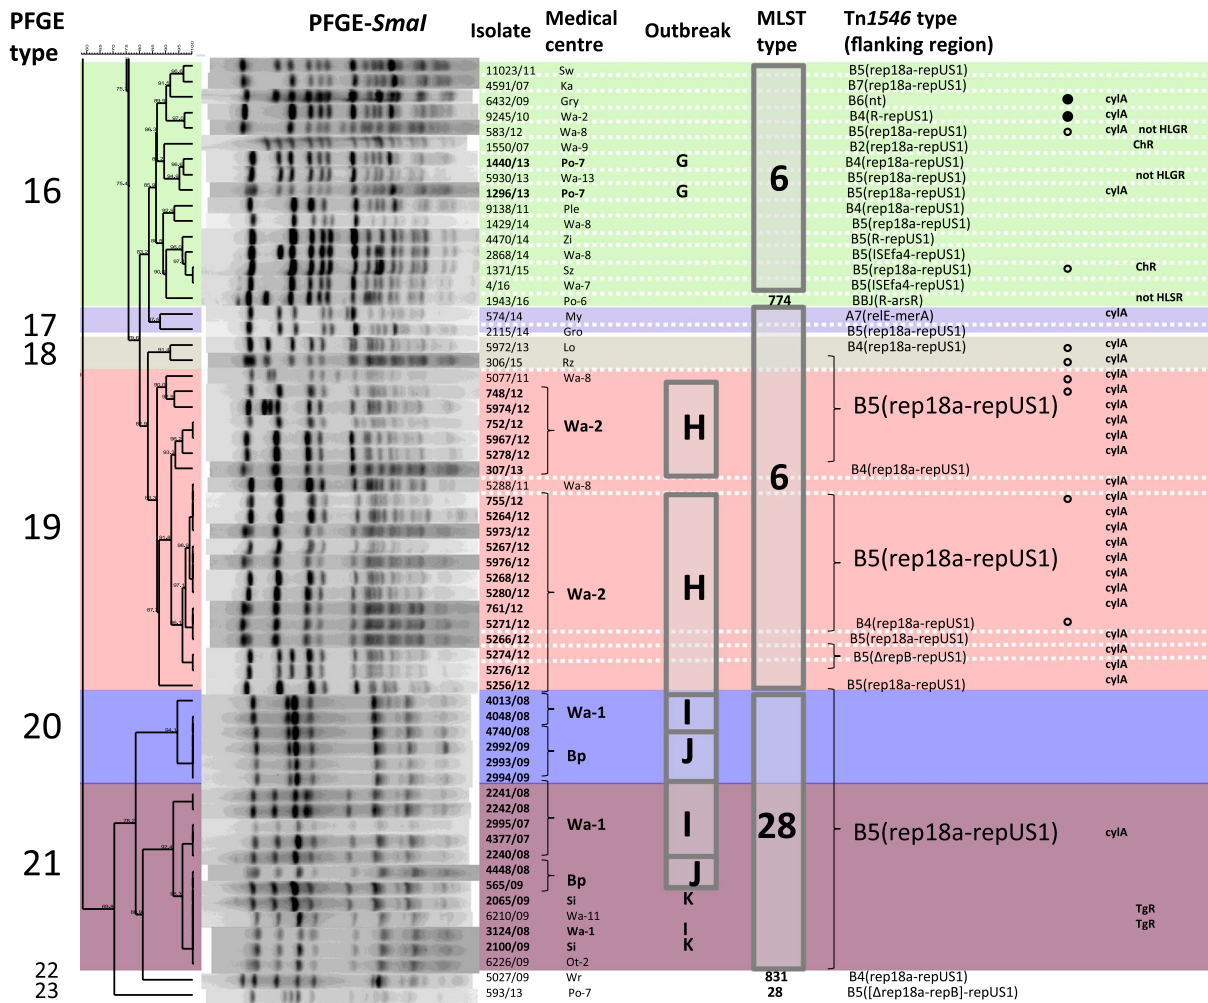 PFGE type
PFGE-SmaI
Isolate
Medical centre
Outbreak
MLST type
Tn1546 type (flanking region)
11023/11 Sw B5(rep18a-repUS1)
4591/07 Ka B7(rep18a-repUS1)
6432/09 Gry B6(nt) cylA
9245/10 Wa-2 B4(R-repUS1) cylA
583/12 Wa-8 B5(rep18a-repUS1) cylA not HLGR
1550/07 Wa-9 B2(rep18a-repUS1) ChR
1440/13 Po-7 G B4(rep18a-repUS1)
5930/13 Wa-13 B5(rep18a-repUS1) not HLGR
16 1296/13 Po-7 G 6 B5(rep18a-repUS1) cylA
9138/11 Ple B4(rep18a-repUS1)
1429/14 Wa-8 B5(rep18a-repUS1)
4470/14 Zi B5(R-repUS1)
2868/14 Wa-8 B5(ISEfa4-repUS1)
1371/15 Sz B5(rep18a-repUS1) ChR
4/16 Wa-7 B5(ISEfa4-repUS1)
1943/16 Po-6 774 BBJ(R-arsR) not HLSR
17 574/14 My A7(relE-merA) cylA
2115/14 Gro B5(rep18a-repUS1)
18 5972/13 Lo B4(rep18a-repUS1) cylA
306/15 Rz cylA
5077/11 Wa-8 cylA
748/12 cylA
5974/12 B5(rep18a-repUS1) cylA
752/12 Wa-2 H cylA
5967/12 cylA
5278/12 cylA
307/13 6 B4(rep18a-repUS1)
5288/11 Wa-8 cylA
755/12 cylA
5264/12 cylA
19 5973/12 cylA
5267/12 cylA
5976/12 B5(rep18a-repUS1) cylA
5268/12 cylA
5280/12 Wa-2 H cylA
761/12 cylA
5271/12 B4(rep18a-repUS1)
5266/12 B5(rep18a-repUS1) cylA
5274/12 B5(ΔrepB-repUS1) cylA
5276/12 cylA
5256/12 B5(rep18a-repUS1) cylA
4013/08 Wa-1 I
4048/08
20 4740/08
2992/09 Bp J
2993/09
2994/09
2241/08
2242/08
2995/07 Wa-1 I 28 B5(rep18a-repUS1) cylA
4377/07
2240/08
21 4448/08 Bp J
565/09
2065/09 Si K
6210/09 Wa-11 TgR
3124/08 Wa-1 I TgR
2100/09 Si K
6226/09 Ot-2
22 5027/09 Wr 831 B4(rep18a-repUS1)
23 593/13 Po-7 28 B5([Δrep18a-repB]-repUS1)